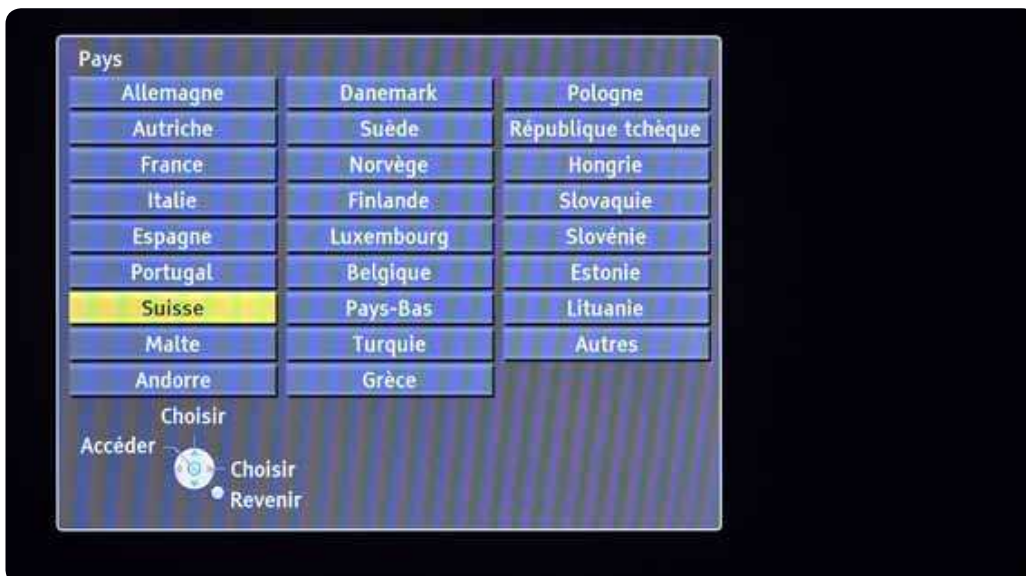 Pays
Allemagne Danemark Pologne
Autriche Suède République tchèque
France Norvège Hongrie
Italie Finlande Slovaquie
Espagne Luxembourg Slovénie
Portugal Belgique Estonie
Suisse Pays-Bas Lituanie
Malte Turquie Autres
Andorre Grèce
Choisir
Accéder
Choisir
Revenir